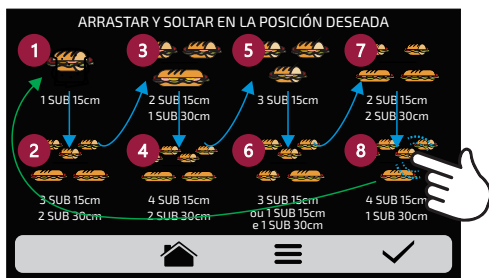 ARRASTAR Y SOLTAR EN LA POSICIÓN DESEADA
1
3
5
7
1 SUB 15cm
2 SUB 15cm
1 SUB 30cm
3 SUB 15cm
2 SUB 15cm
2 SUB 30cm
2
4
6
8
3 SUB 15cm
2 SUB 30cm
4 SUB 15cm
2 SUB 30cm
3 SUB 15cm
ou 1 SUB 15cm
e 1 SUB 30cm
4 SUB 15cm
1 SUB 30cm